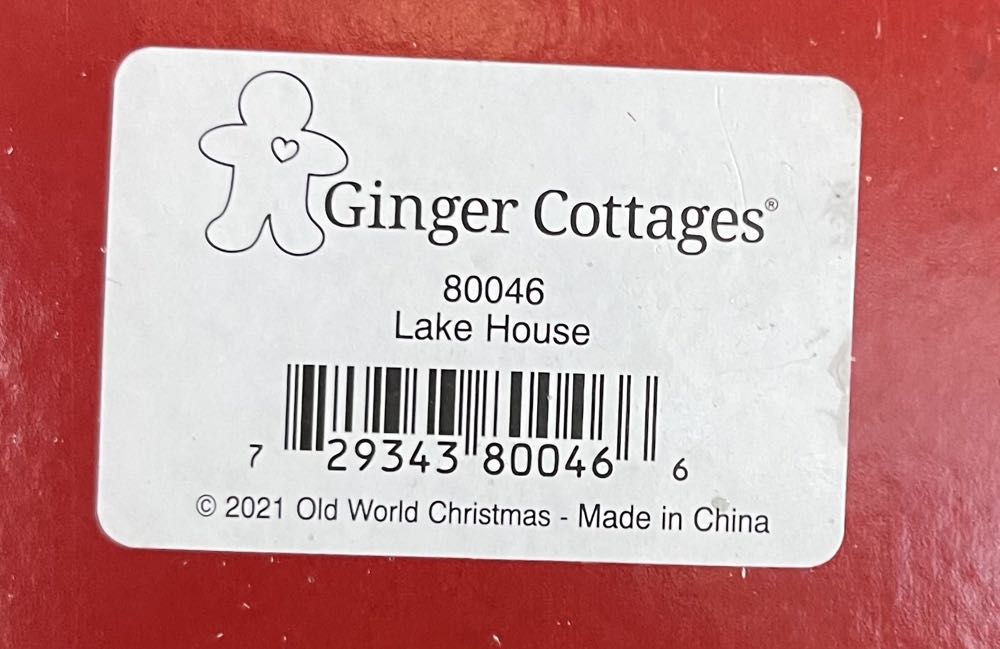 Ginger Cottages®
80046
Lake House
7 29343 80046 6
© 2021 Old World Christmas - Made in China